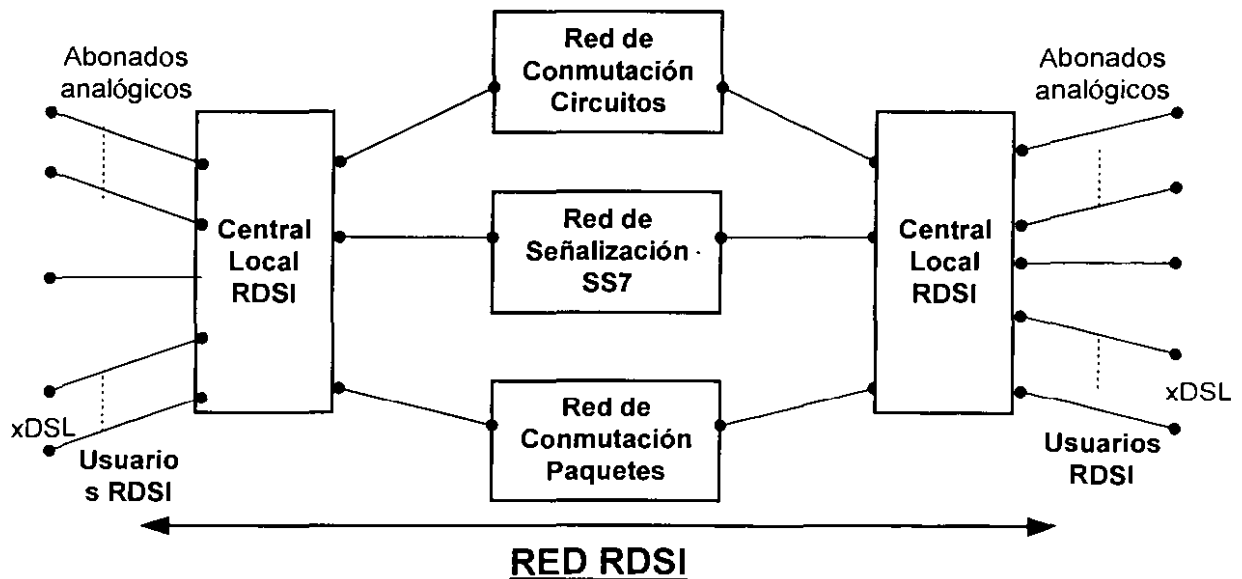 Abonados
analógicos
Central
Local
RDSI
xDSL
Usuario
s RDSI
Red de
Conmutación
Circuitos
Red de
Señalización
SS7
Red de
Conmutación
Paquetes
Central
Local
RDSI
Abonados
analógicos
xDSL
Usuarios
RDSI
RED RDSI